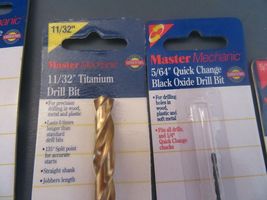 11/32"
Master Mechanic
11/32" Titanium
Drill Bit
• For precision drilling
in wood, metal and plastic
longer than
standard drill bits
• 135° Split point
for accurate
starts
• Straight shank
• Jobbers length
Master Mechanic
5/64" Quick Change
Black Oxide Drill Bit
• For drilling
holes in
wood,
plastic and
soft metal
• Fits all drills
and 1/4"
Quick Change
chucks